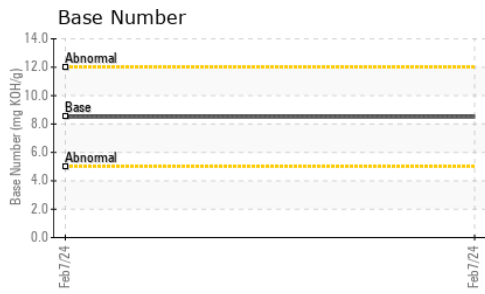 Base Number
14.0
Abnormal
12.0
10.0
Base
8.0
6.0
Abnormal
4.0
2.0
0.0
Base Number (mg KOH/g)
Feb7/24
Feb7/24